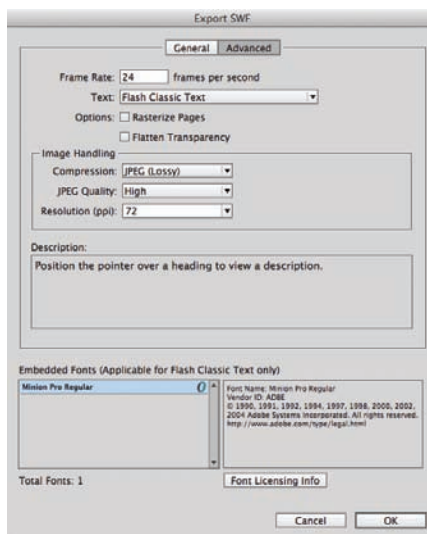 Export SWF
General Advanced
Frame Rate: 24 frames per second
Text: Flash Classic Text
Options: Rasterize Pages
Flatten Transparency
Image Handling
Compression: JPEG (Lossy)
JPEG Quality: High
Resolution (ppi): 72
Description:
Position the pointer over a heading to view a description.
Embedded Fonts (Applicable for Flash Classic Text only)
Minion Pro Regular
Font Name: Minion Pro Regular
Vendor ID: ADBE
© 1990, 1991, 1992, 1994, 1997, 1998, 2000, 2002,
2004 Adobe Systems Incorporated. All rights reserved.
http://www.adobe.com/type/legal.html
Total Fonts: 1
Font Licensing Info
Cancel OK